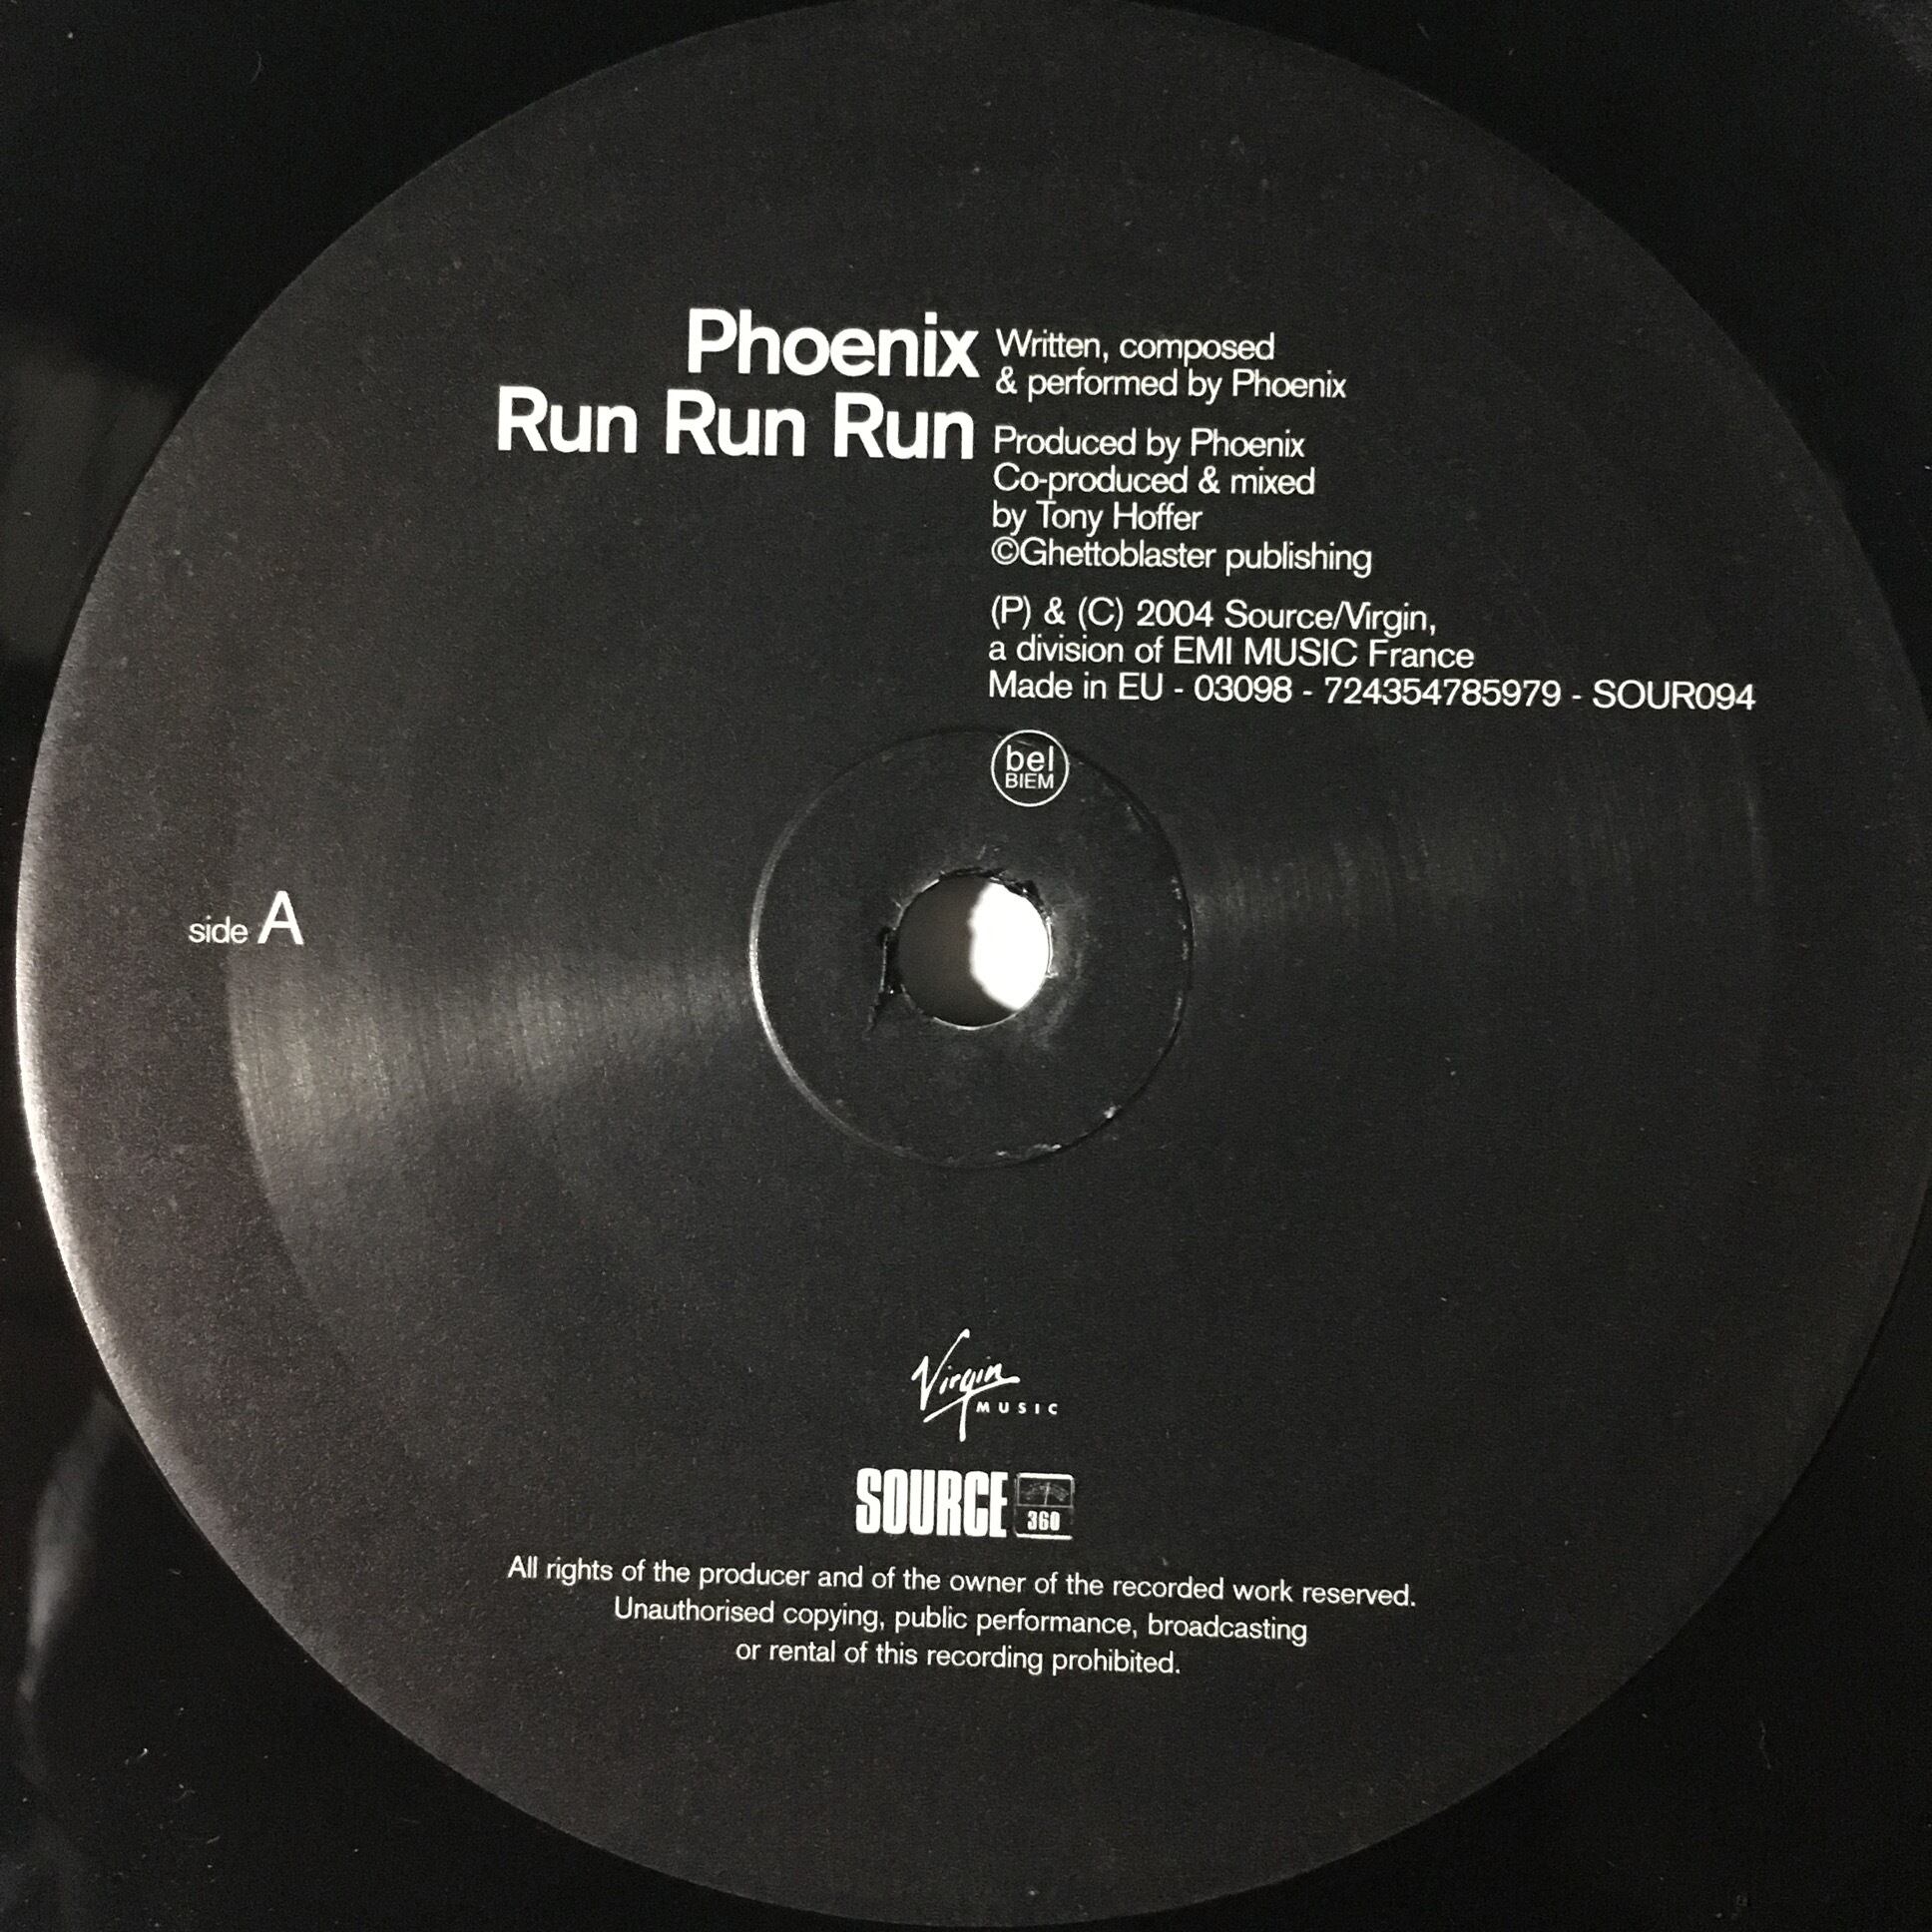 Phoenix
Run Run Run
Written, composed
& performed by Phoenix
Produced by Phoenix
Co-produced & mixed
by Tony Hoffer
©Ghettoblaster publishing
(P) & (C) 2004 Source/Virgin,
a division of EMI MUSIC France
Made in EU - 03098 - 724354785979 - SOUR094
bel
BIEM
side A
Virgin
MUSIC
SOURCE
360
All rights of the producer and of the owner of the recorded work reserved.
Unauthorised copying, public performance, broadcasting
or rental of this recording prohibited.